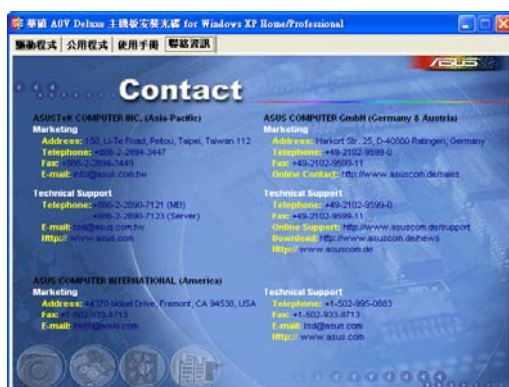 華碩 A8V Deluxe 主機板安裝光碟 for Windows XP Home/Professional
驅動程式 公用程式 使用手冊 聯絡資訊
ASUS
Contact
ASUSTeK COMPUTER INC. (Asia-Pacific)
Marketing
Address: 150, Li-Te Road, Peitou, Taipei, Taiwan 112
Telephone: +886-2-2894-3447
Fax: +886-2-2894-3449
E-mail: info@asus.com.tw
Technical Support
Telephone: +886-2-2890-7121 (MB)
+886-2-2890-7123 (Server)
E-mail: tsd@asus.com.tw
Http:// www.asus.com
ASUS COMPUTER INTERNATIONAL (America)
Marketing
Address: 44370 Nobel Drive, Fremont, CA 94538, USA
Fax: +1-502-933-8713
E-mail:
ASUS COMPUTER GmbH (Germany & Austria)
Marketing
Address: Harkort Str. 25, D-40880 Ratingen, Germany
Telephone: +49-2102-9599-0
Fax: +49-2102-9599-11
Online Contact: http://www.asuscom.de/sales
Technical Support
Telephone: +49-2102-9599-0
Fax: +49-2102-9599-11
Online Support: http://www.asuscom.de/support
Download: http://www.asuscom.de/news
Http:// www.asuscom.de
Technical Support
Telephone: +1-502-995-0883
Fax: +1-502-933-8713
E-mail: tsd@asus.com
Http:// www.asus.com